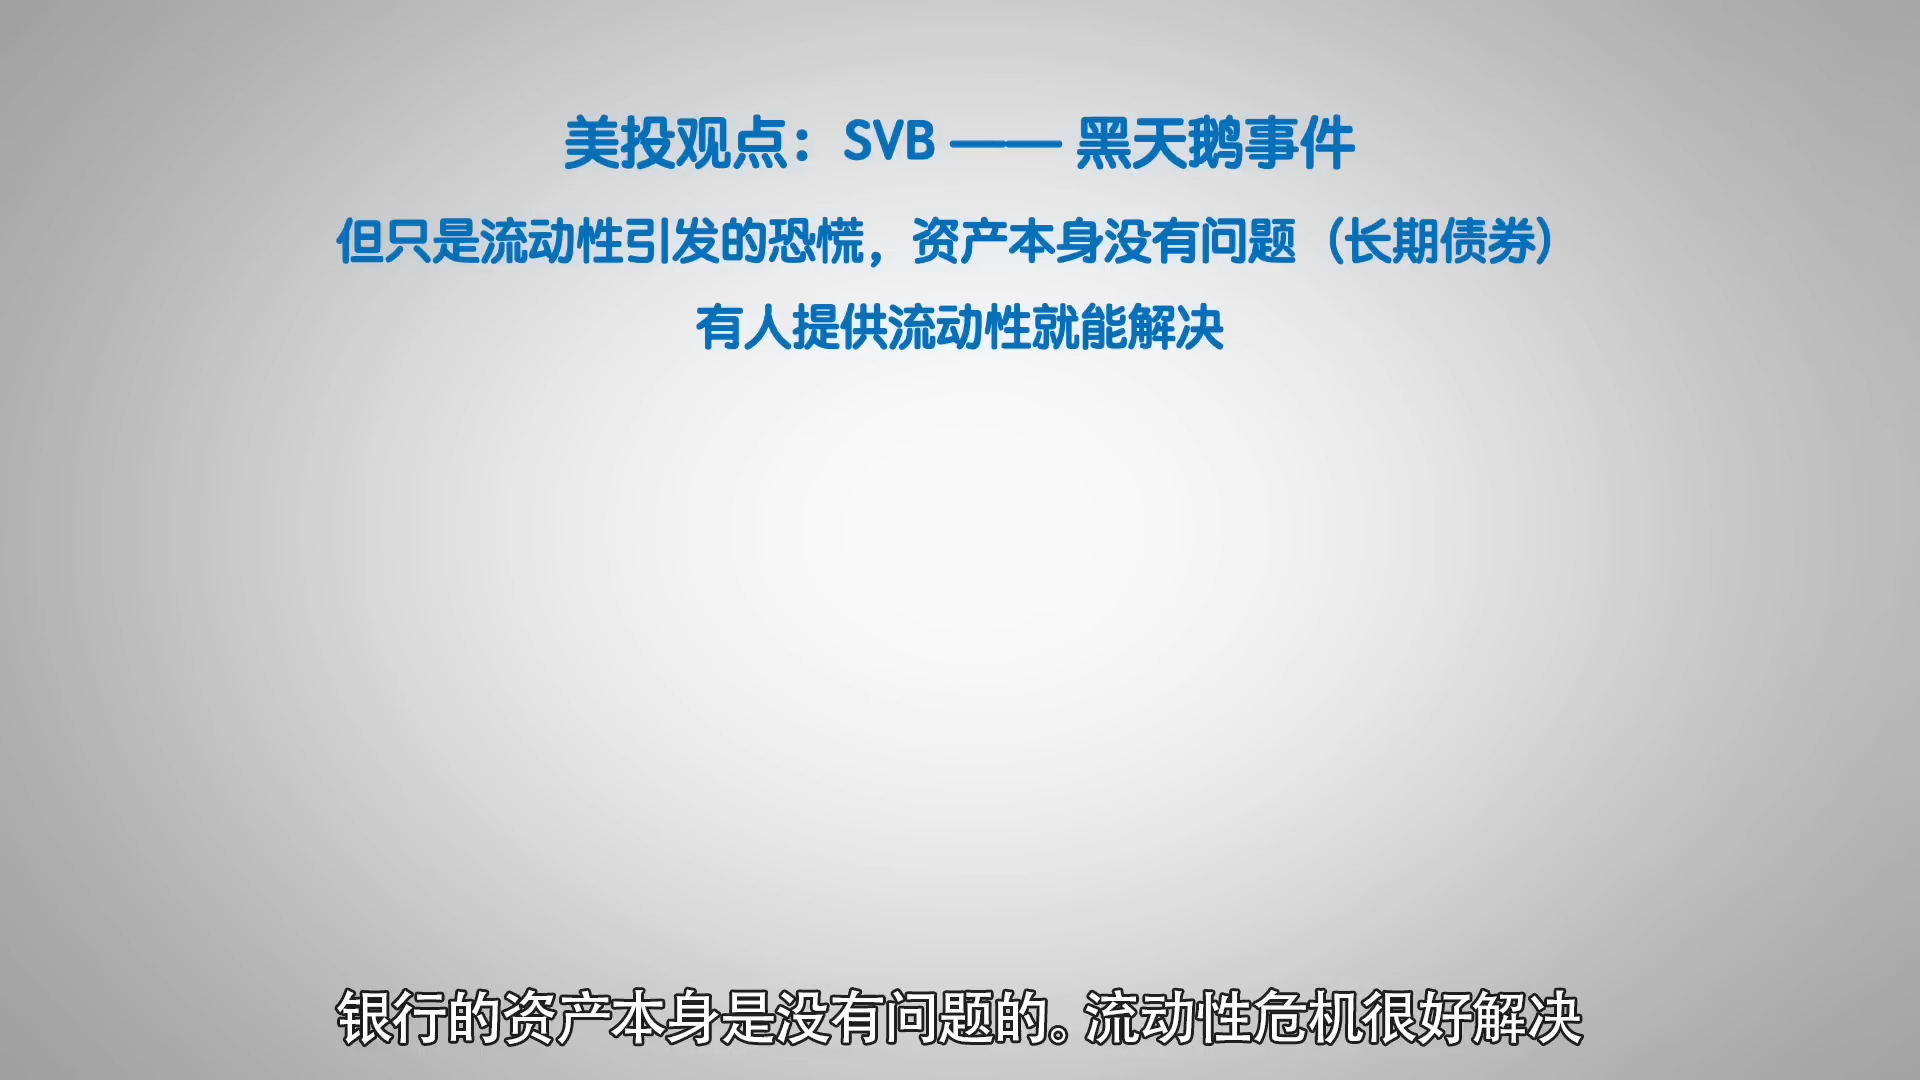 美投观点：SVB —— 黑天鹅事件
但只是流动性引发的恐慌，资产本身没有问题（长期债券）
有人提供流动性就能解决
银行的资产本身是没有问题的。流动性危机很好解决